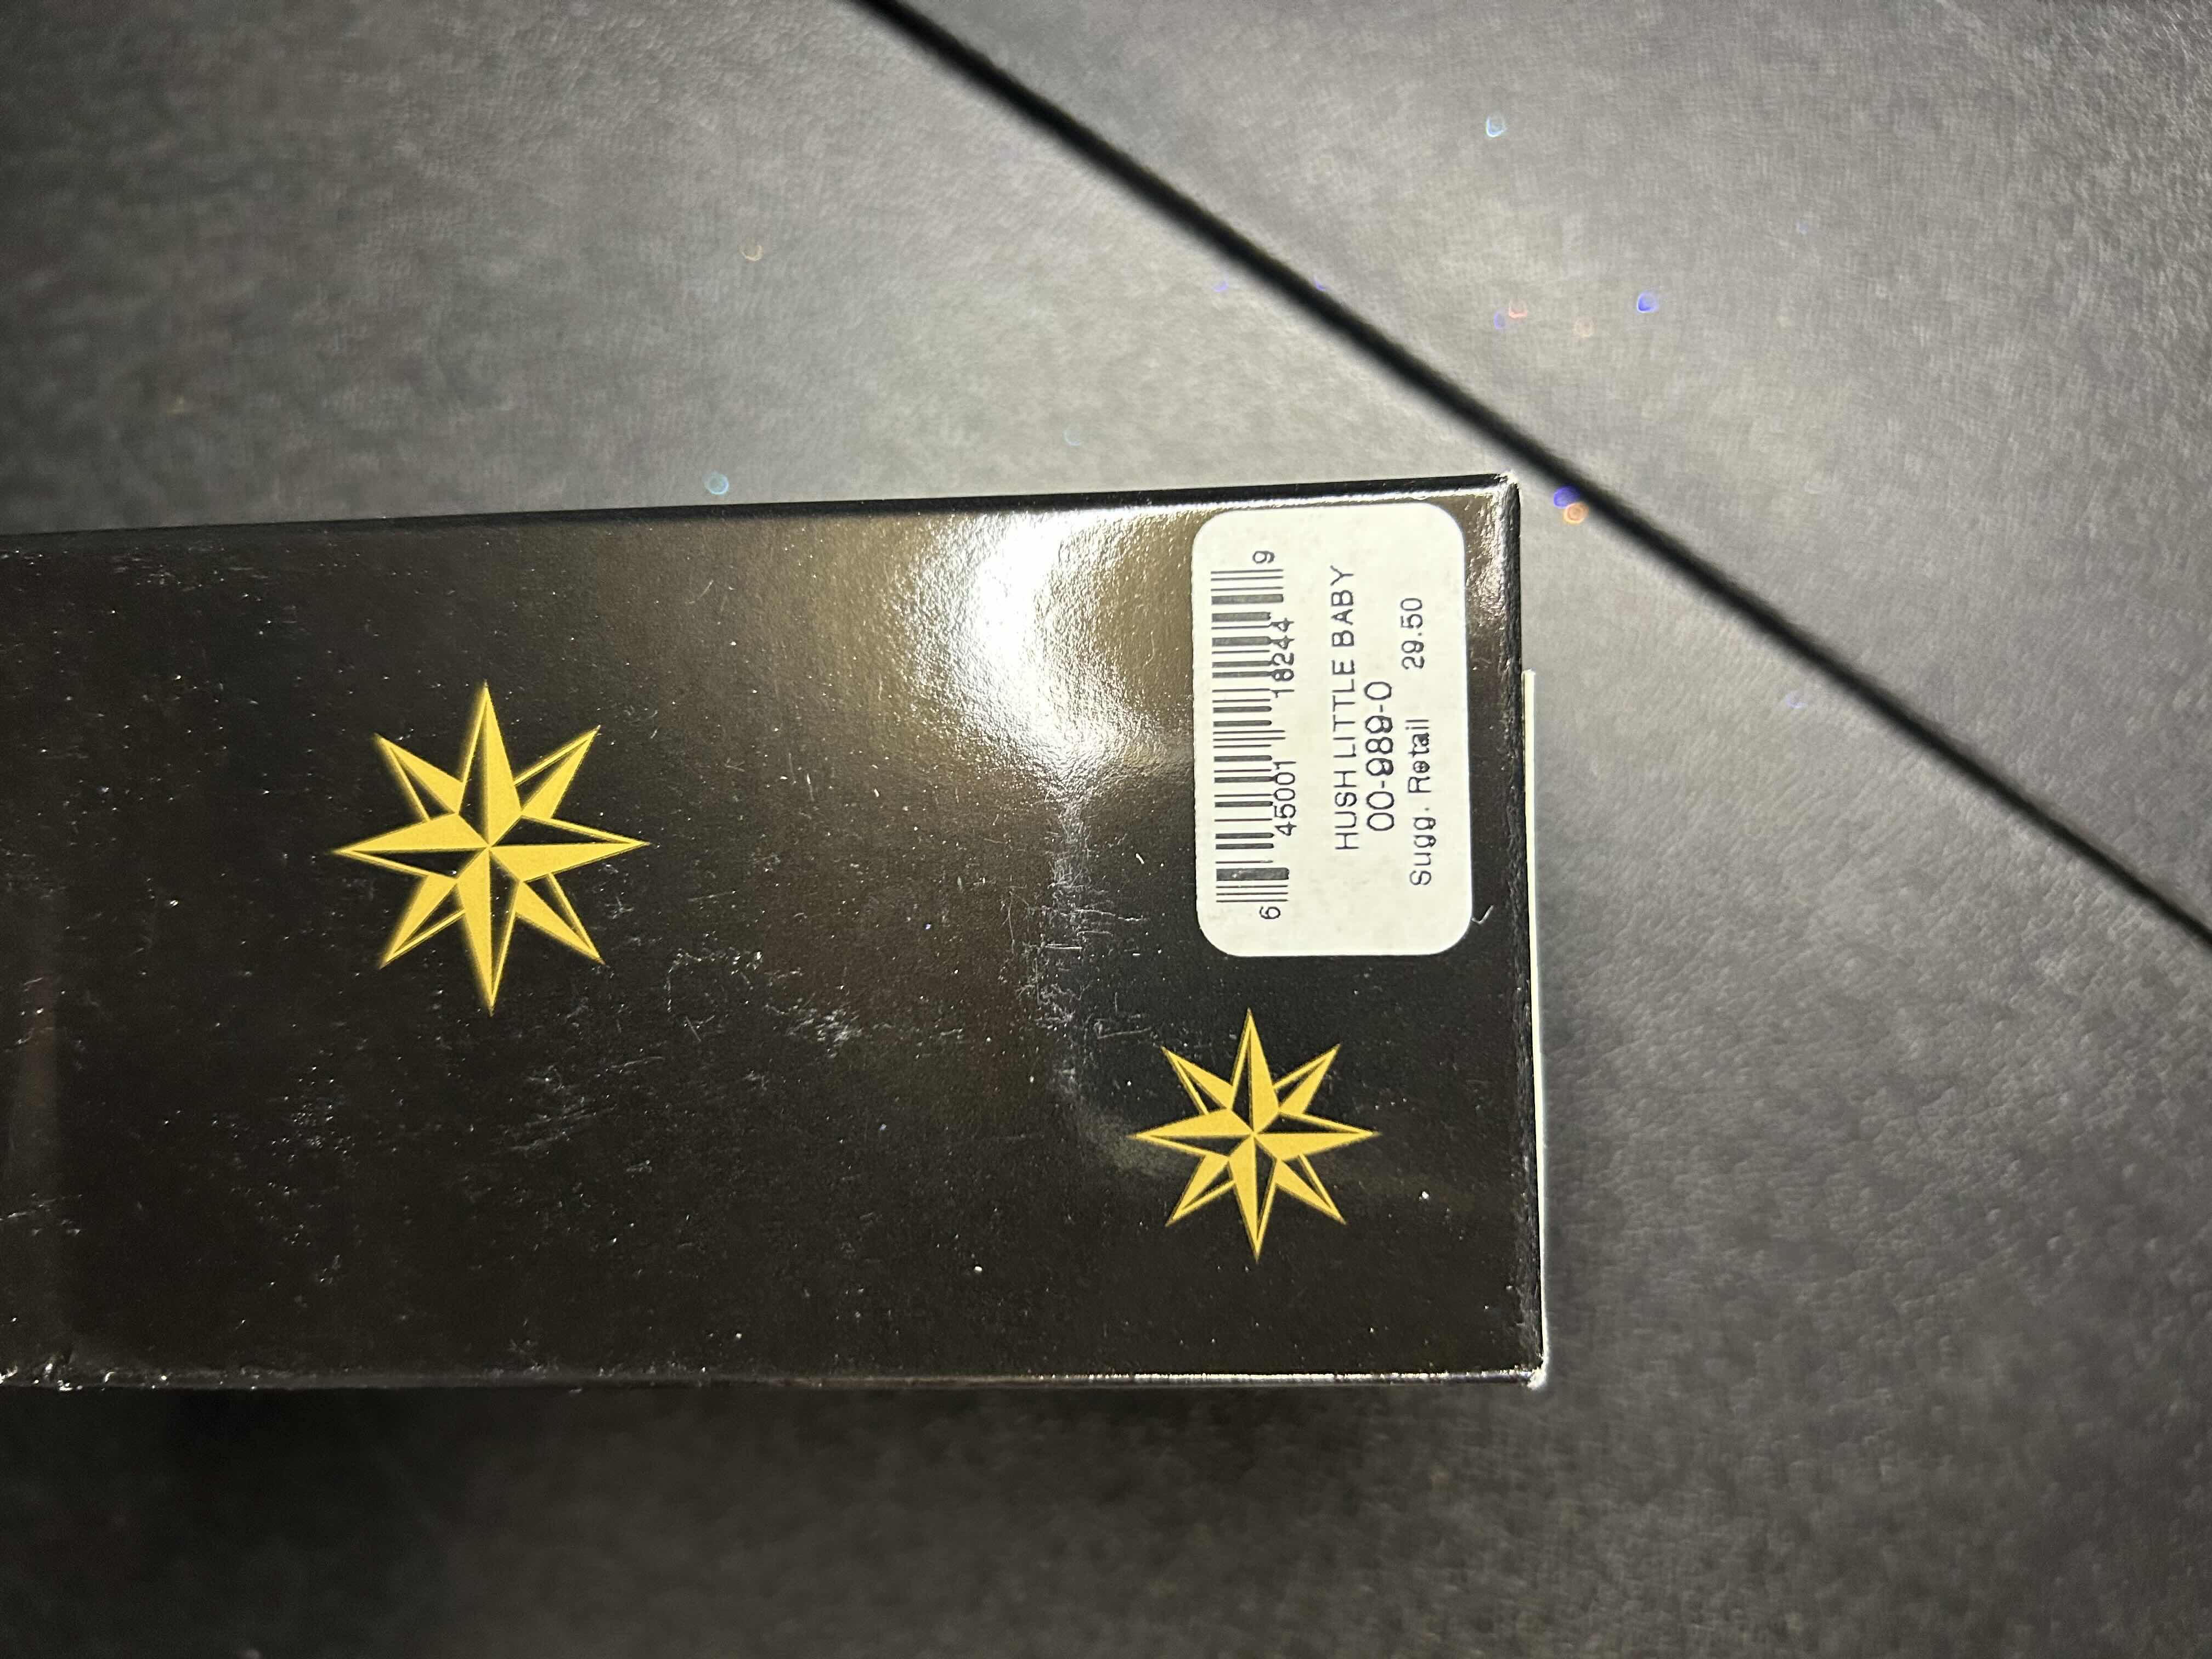 6 45001 18244 9
HUSH LITTLE BABY
00-989-0
Sugg. Retail 29.50